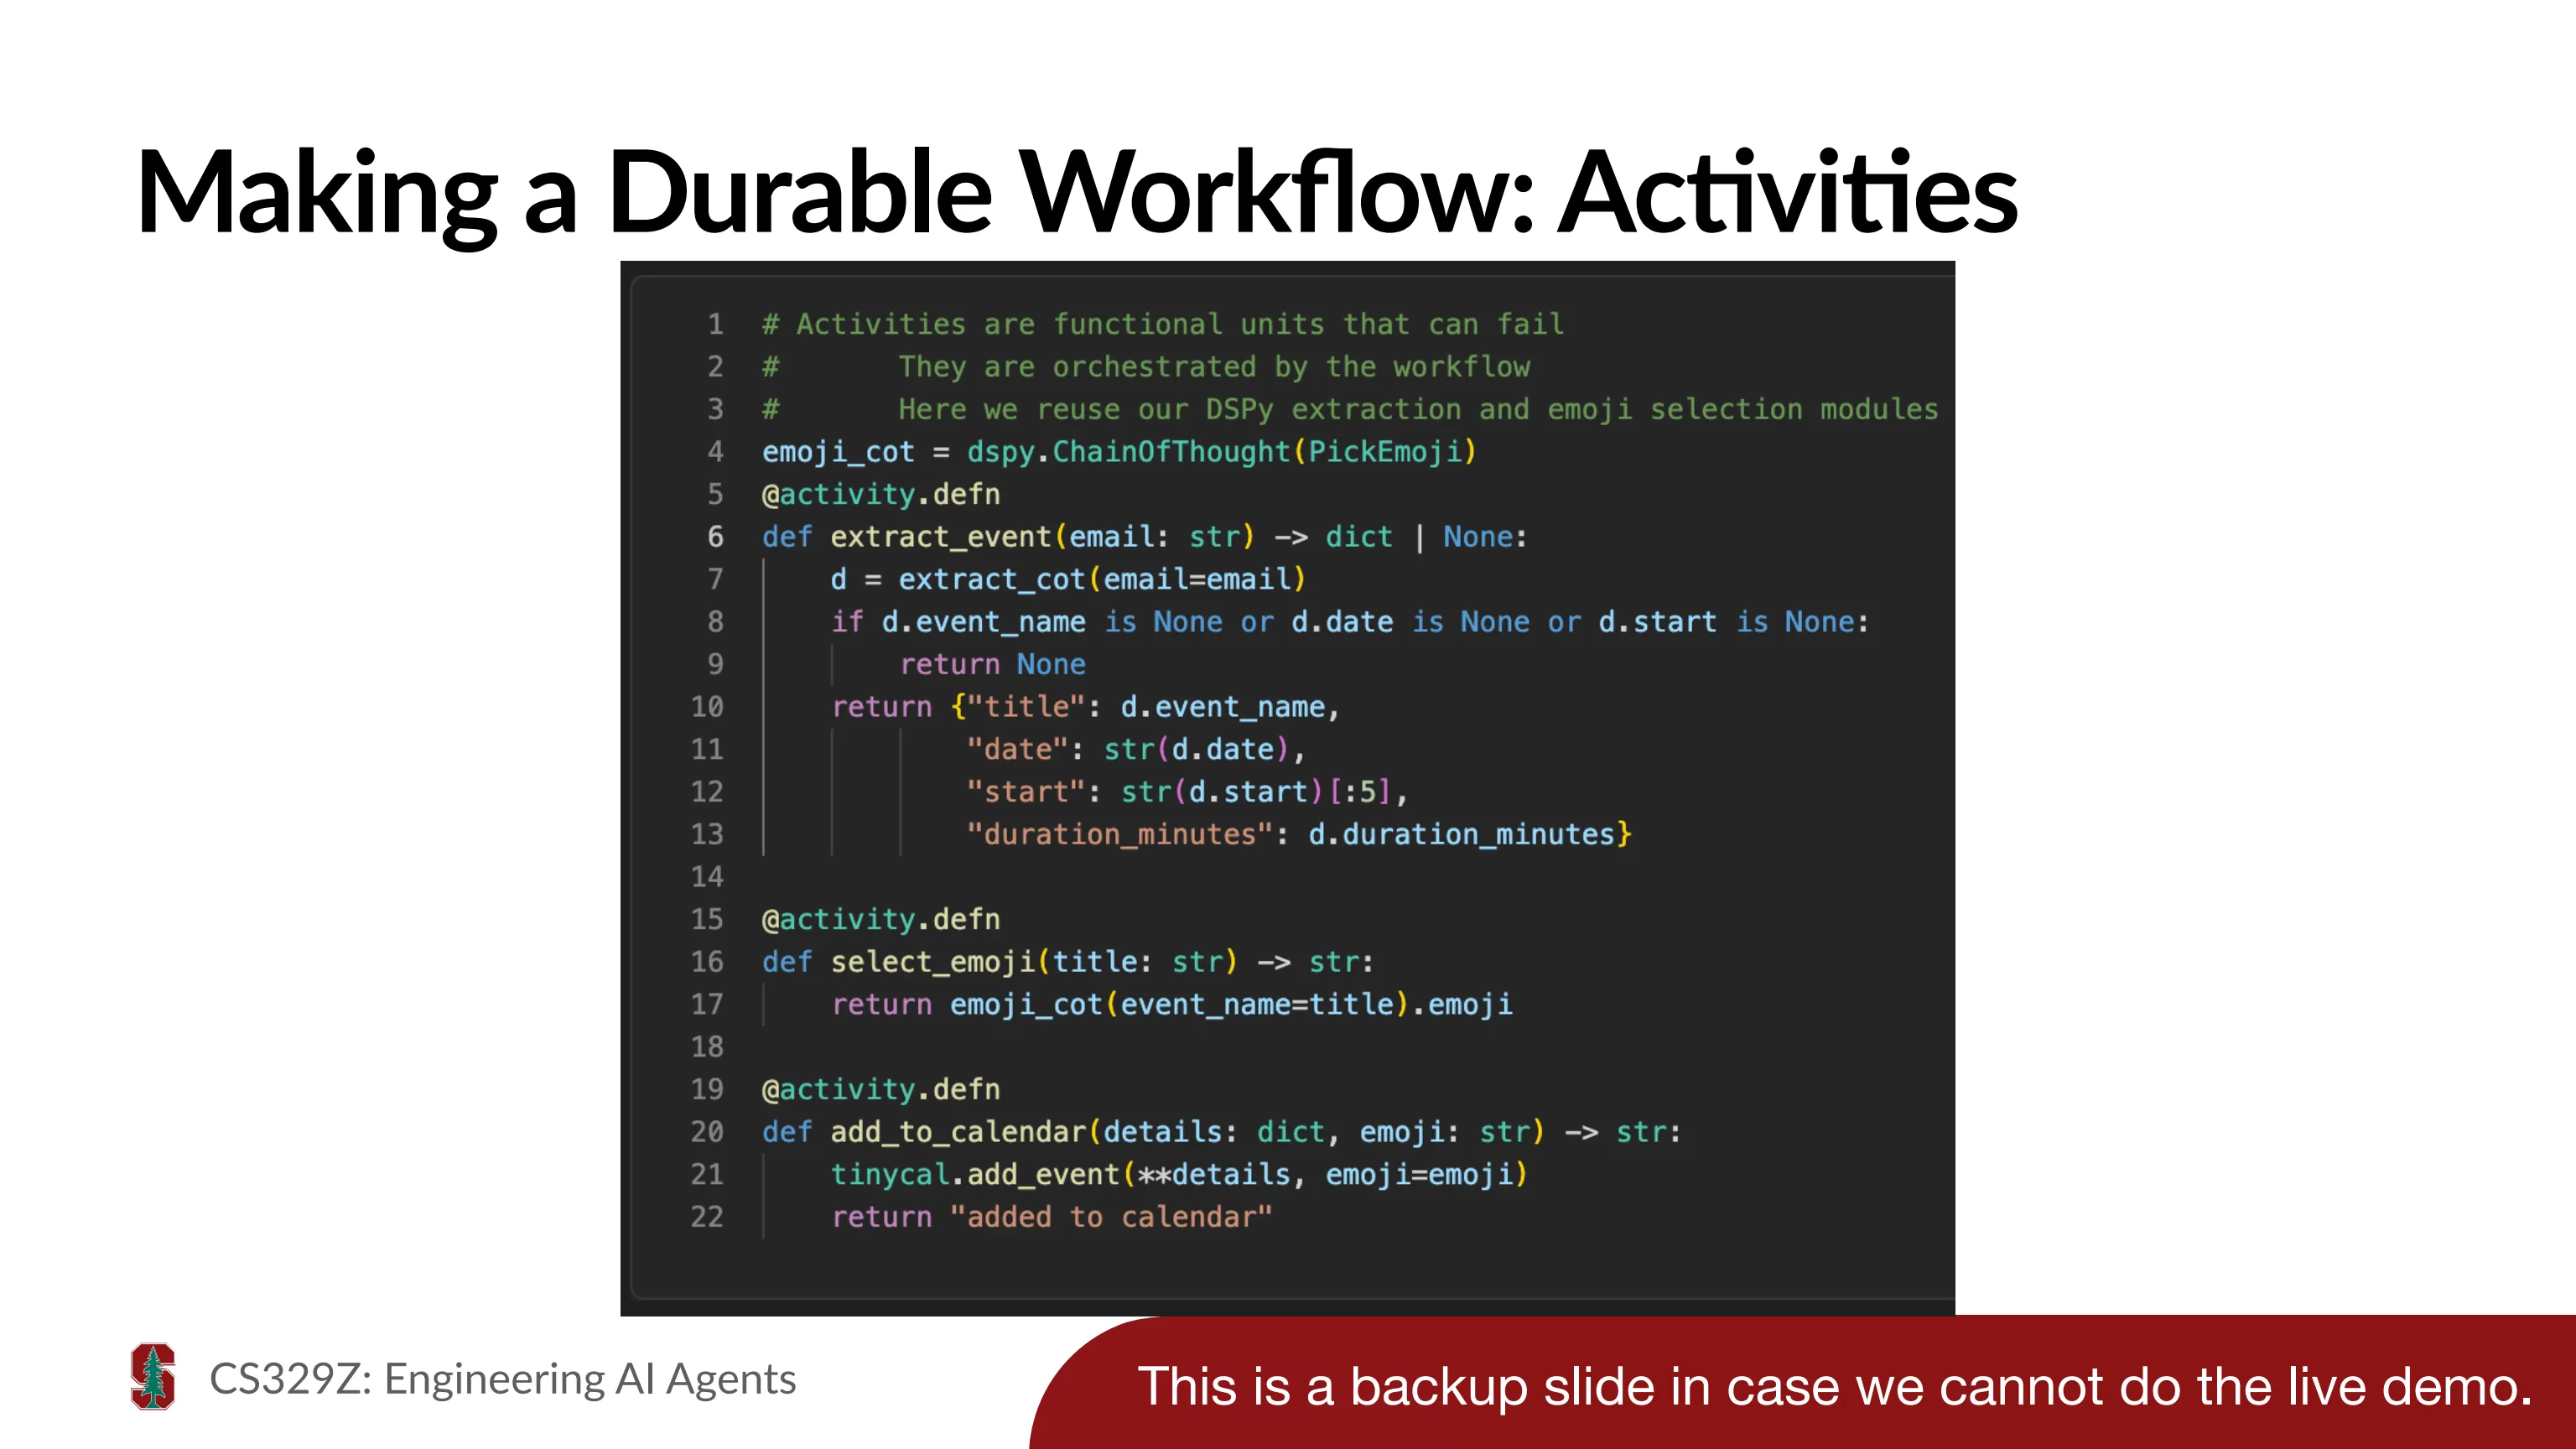 Making a Durable Workflow: Activities
1 # Activities are functional units that can fail
2 #       They are orchestrated by the workflow
3 #       Here we reuse our DSPy extraction and emoji selection modules
4 emoji_cot = dspy.ChainOfThought(PickEmoji)
5 @activity.defn
6 def extract_event(email: str) -> dict | None:
7     d = extract_cot(email=email)
8     if d.event_name is None or d.date is None or d.start is None:
9         return None
10     return {"title": d.event_name,
11             "date": str(d.date),
12             "start": str(d.start)[:5],
13             "duration_minutes": d.duration_minutes}
14
15 @activity.defn
16 def select_emoji(title: str) -> str:
17     return emoji_cot(event_name=title).emoji
18
19 @activity.defn
20 def add_to_calendar(details: dict, emoji: str) -> str:
21     tinycal.add_event(**details, emoji=emoji)
22     return "added to calendar"
CS329Z: Engineering AI Agents
This is a backup slide in case we cannot do the live demo.